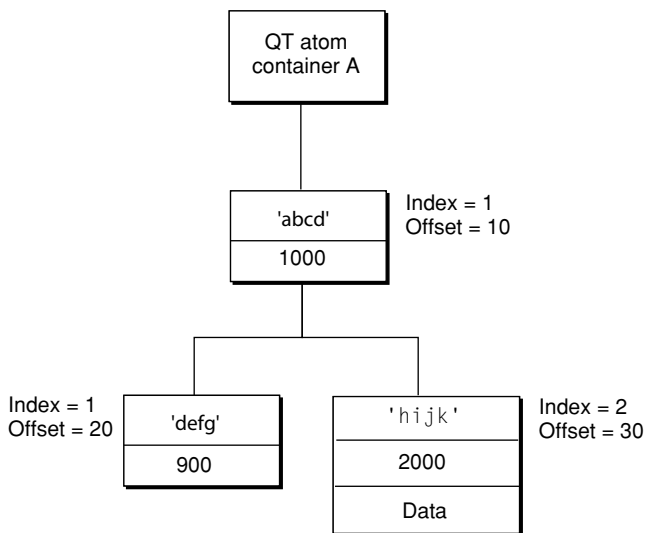 QT atom
container A
'abcd'
1000
Index = 1
Offset = 10
Index = 1
Offset = 20
'defg'
900
'hijk'
2000
Data
Index = 2
Offset = 30